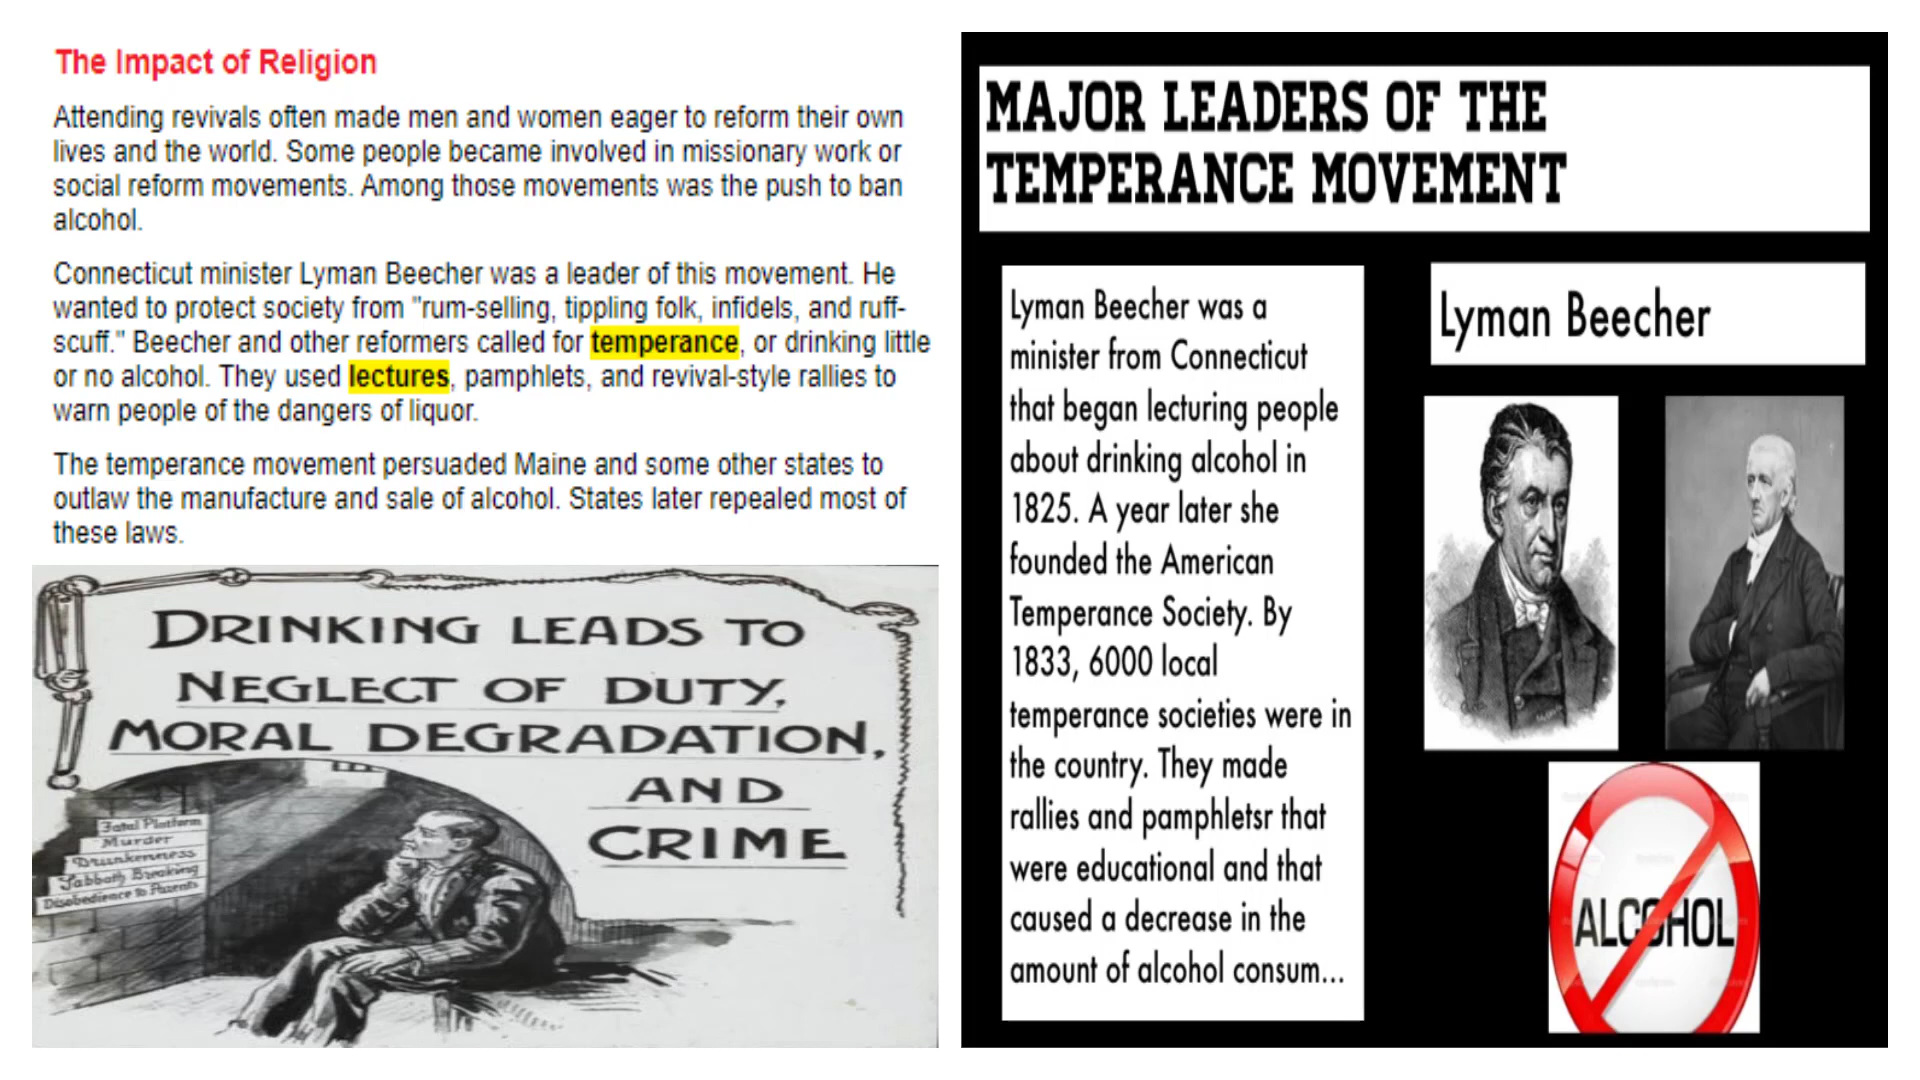 The Impact of Religion
Attending revivals often made men and women eager to reform their own
lives and the world. Some people became involved in missionary work or
social reform movements. Among those movements was the push to ban
alcohol.
Connecticut minister Lyman Beecher was a leader of this movement. He
wanted to protect society from "rum-selling, tippling folk, infidels, and ruff-
scuff." Beecher and other reformers called for temperance, or drinking little
or no alcohol. They used lectures, pamphlets, and revival-style rallies to
warn people of the dangers of liquor.
The temperance movement persuaded Maine and some other states to
outlaw the manufacture and sale of alcohol. States later repealed most of
these laws.
DRINKING LEADS TO
NEGLECT OF DUTY,
MORAL DEGRADATION,
AND
CRIME
Fatal Platform
Murder
Drunkenness
Sabbath Breaking
Disobedience to Parents
MAJOR LEADERS OF THE
TEMPERANCE MOVEMENT
Lyman Beecher was a
minister from Connecticut
that began lecturing people
about drinking alcohol in
1825. A year later she
founded the American
Temperance Society. By
1833, 6000 local
temperance societies were in
the country. They made
rallies and pamphletsr that
were educational and that
caused a decrease in the
amount of alcohol consum...
Lyman Beecher
ALCOHOL